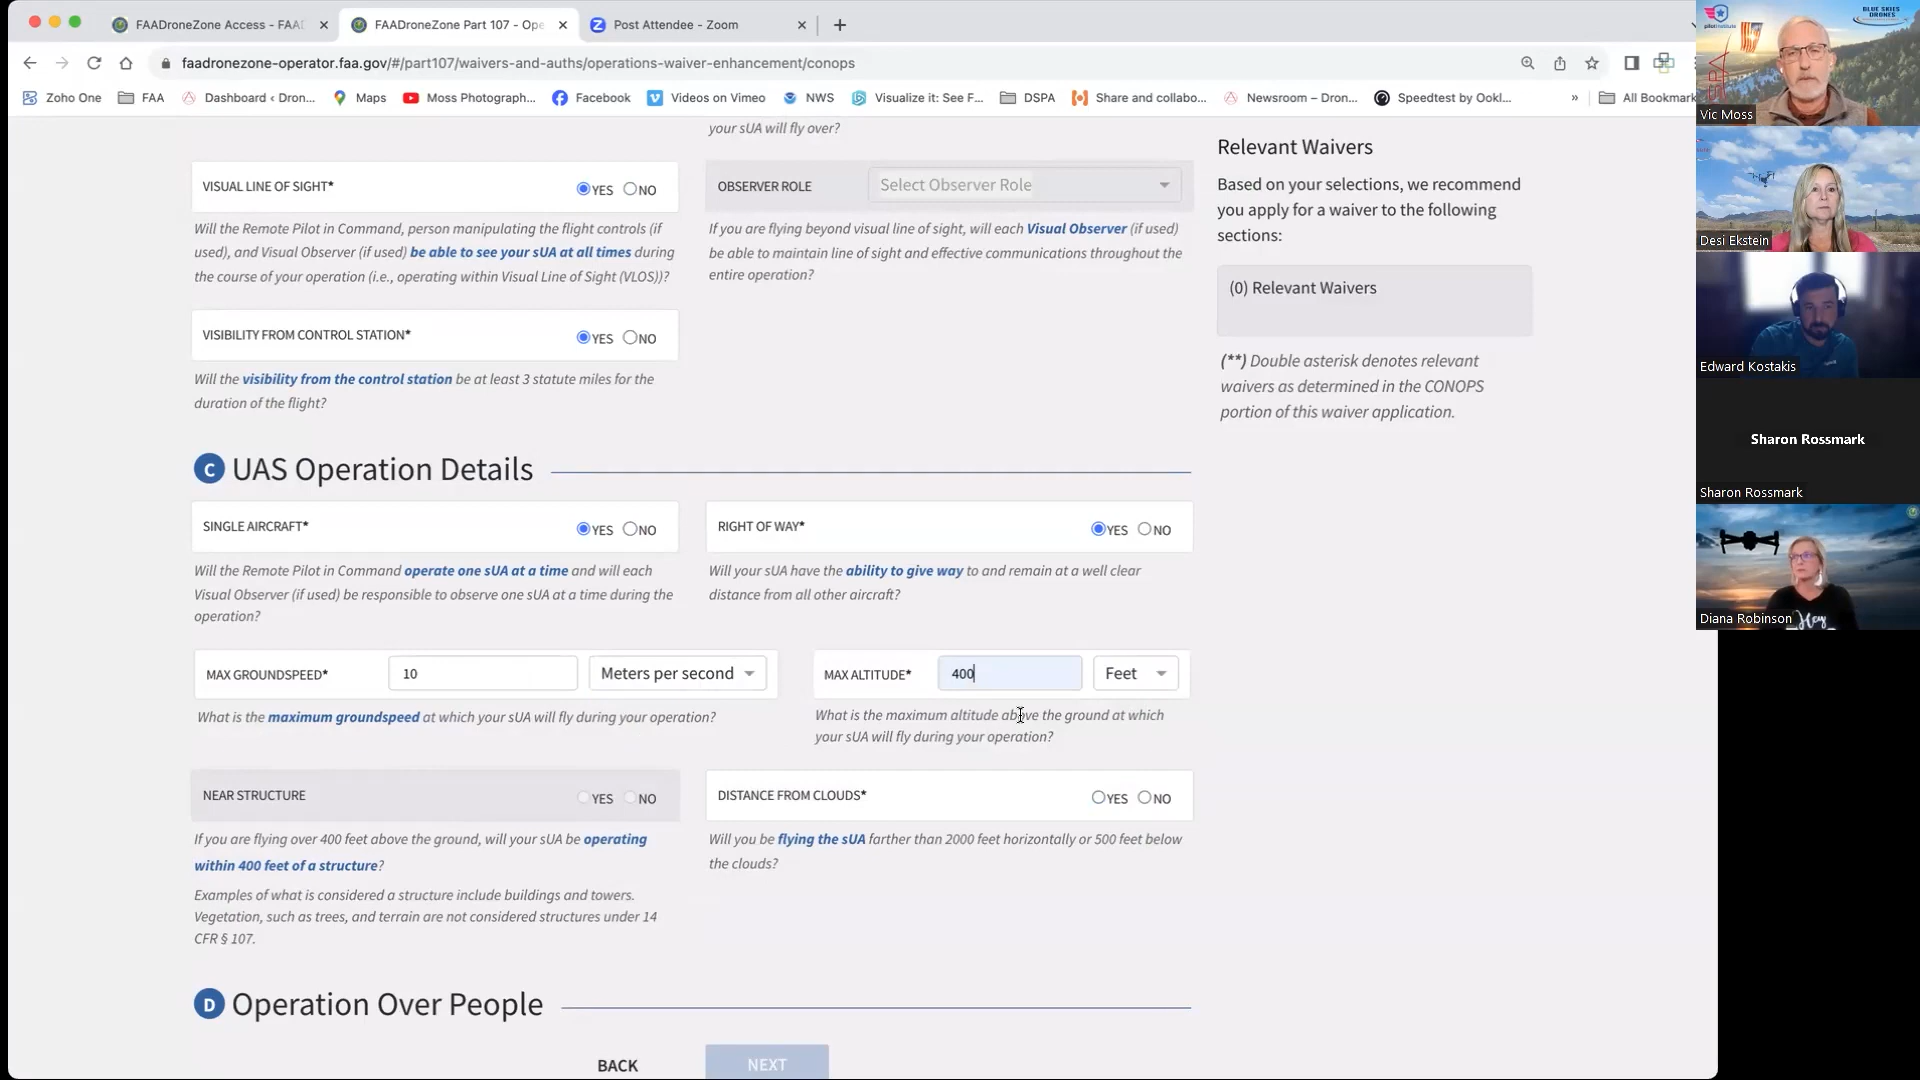 FAADroneZone Access - FAAD
FAADroneZone Part 107 - Ope
Post Attendee - Zoom
faadronezone-operator.faa.gov/#/part107/waivers-and-auths/operations-waiver-enhancement/conops
Zoho One
FAA
Dashboard ‹ Dron...
Maps
Moss Photograph...
Facebook
Videos on Vimeo
NWS
Visualize it: See F...
DSPA
Share and collabo...
Newsroom – Dron...
Speedtest by Ookl...
»
All Bookmark
your sUA will fly over?
VISUAL LINE OF SIGHT*
YES NO
Will the Remote Pilot in Command, person manipulating the flight controls (if
used), and Visual Observer (if used) be able to see your sUA at all times during
the course of your operation (i.e., operating within Visual Line of Sight (VLOS))?
OBSERVER ROLE
Select Observer Role
If you are flying beyond visual line of sight, will each Visual Observer (if used)
be able to maintain line of sight and effective communications throughout the
entire operation?
VISIBILITY FROM CONTROL STATION*
YES NO
Will the visibility from the control station be at least 3 statute miles for the
duration of the flight?
C UAS Operation Details
SINGLE AIRCRAFT*
YES NO
Will the Remote Pilot in Command operate one sUA at a time and will each
Visual Observer (if used) be responsible to observe one sUA at a time during the
operation?
RIGHT OF WAY*
YES NO
Will your sUA have the ability to give way to and remain at a well clear
distance from all other aircraft?
MAX GROUNDSPEED*
10
Meters per second
What is the maximum groundspeed at which your sUA will fly during your operation?
MAX ALTITUDE*
400
Feet
What is the maximum altitude above the ground at which
your sUA will fly during your operation?
NEAR STRUCTURE
YES NO
If you are flying over 400 feet above the ground, will your sUA be operating
within 400 feet of a structure?
Examples of what is considered a structure include buildings and towers.
Vegetation, such as trees, and terrain are not considered structures under 14
CFR § 107.
DISTANCE FROM CLOUDS*
YES NO
Will you be flying the sUA farther than 2000 feet horizontally or 500 feet below
the clouds?
D Operation Over People
BACK
NEXT
Relevant Waivers
Based on your selections, we recommend
you apply for a waiver to the following
sections:
(0) Relevant Waivers
(**) Double asterisk denotes relevant
waivers as determined in the CONOPS
portion of this waiver application.
BLUE SKIES
DRONES
Vic Moss
Desi Ekstein
Edward Kostakis
Sharon Rossmark
Sharon Rossmark
Hey
Diana Robinson